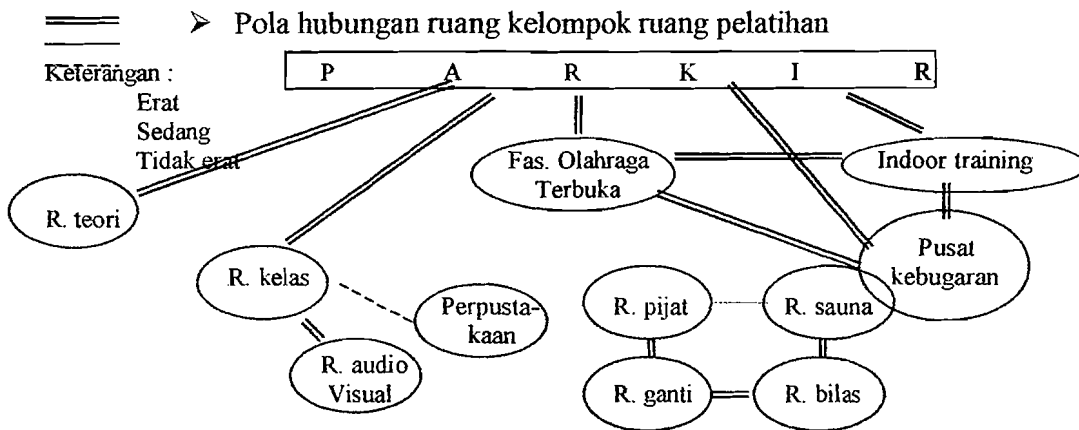 ➢ Pola hubungan ruang kelompok ruang pelatihan
Keterangan :
Erat
Sedang
Tidak erat
P A R K I R
R. teori
Fas. Olahraga
Terbuka
Indoor training
Pusat
kebugaran
R. kelas
Perpusta-
kaan
R. audio
Visual
R. pijat
R. sauna
R. ganti
R. bilas